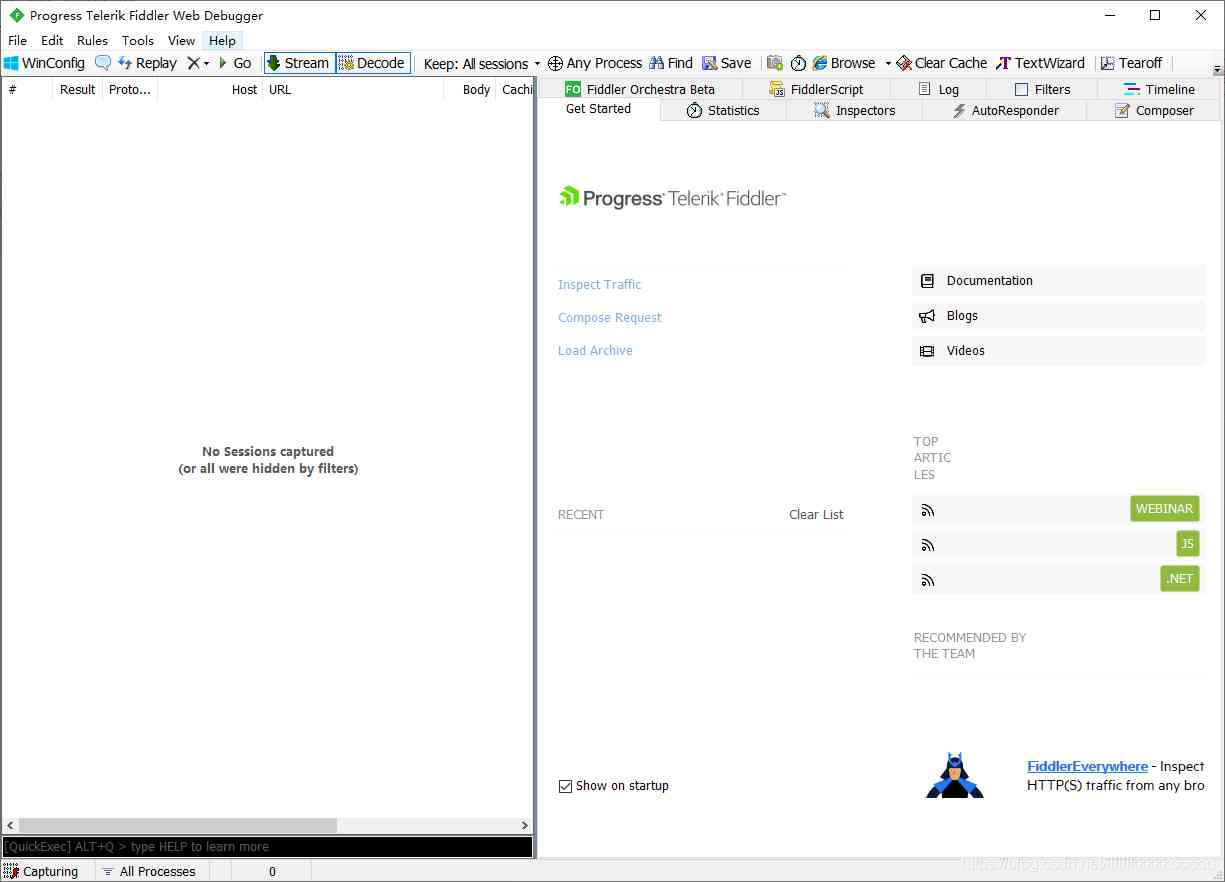 Progress Telerik Fiddler Web Debugger
File Edit Rules Tools View Help
WinConfig Replay Go Stream Decode Keep: All sessions Any Process Find Save Browse Clear Cache TextWizard Tearoff
# Result Proto... Host URL Body Cachi
FO Fiddler Orchestra Beta FiddlerScript Log Filters Timeline
Get Started Statistics Inspectors AutoResponder Composer
Progress Telerik Fiddler
Inspect Traffic
Compose Request
Load Archive
Documentation
Blogs
Videos
No Sessions captured
(or all were hidden by filters)
TOP
ARTIC
LES
RECENT Clear List
WEBINAR
JS
.NET
RECOMMENDED BY
THE TEAM
Show on startup
FiddlerEverywhere - Inspect
HTTP(S) traffic from any bro
[QuickExec] ALT+Q > type HELP to learn more
Capturing All Processes 0